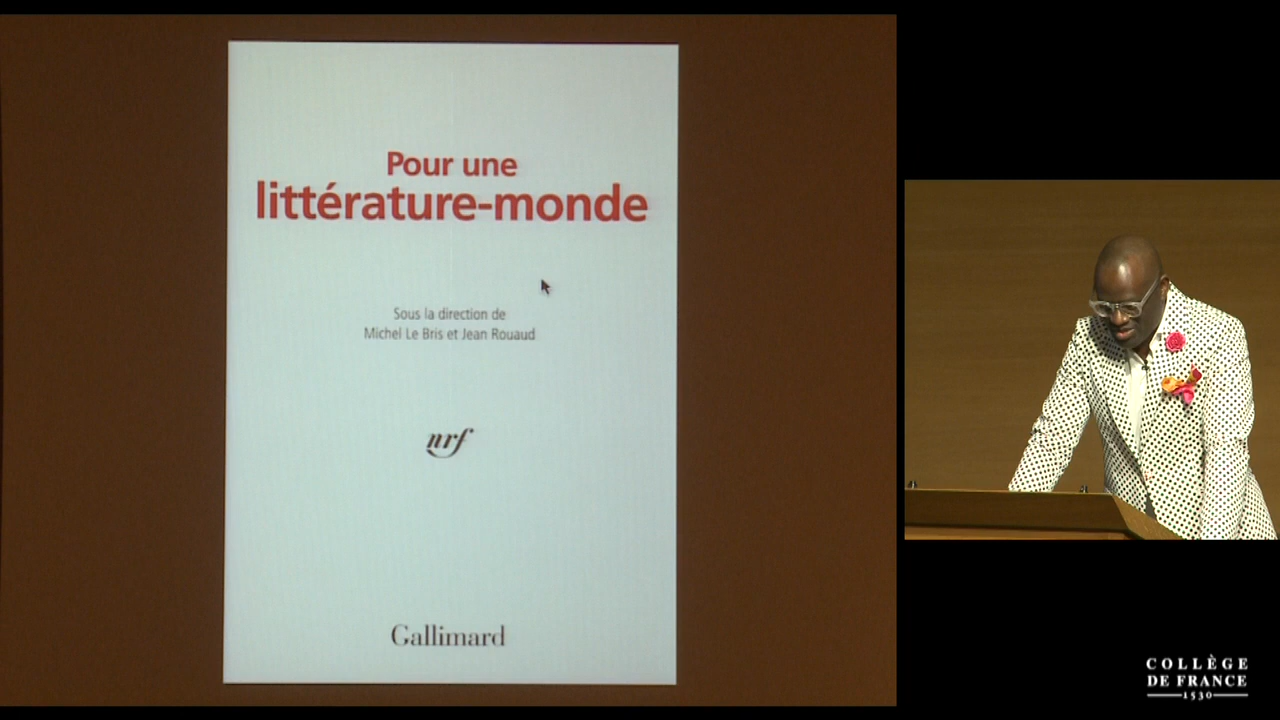 Pour une
littérature-monde
Sous la direction de
Michel Le Bris et Jean Rouaud
nrf
Gallimard
COLLÈGE
DE FRANCE
1530